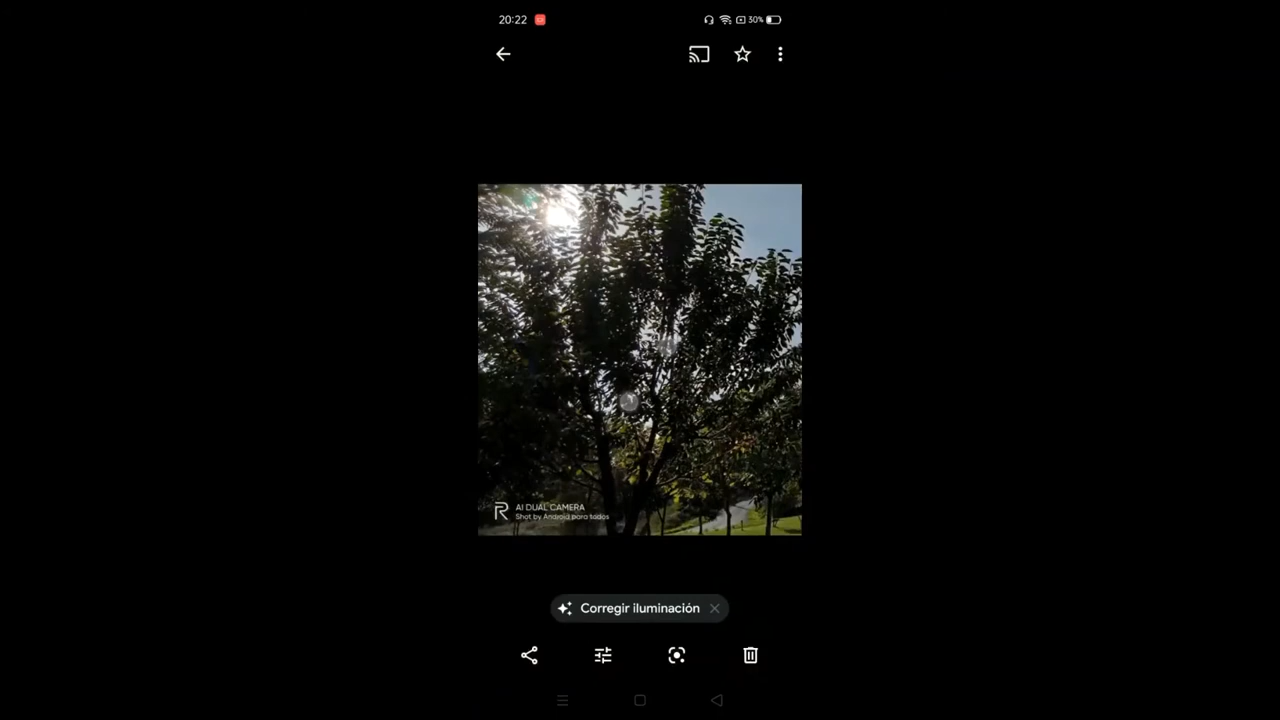 20:22
30%
AI DUAL CAMERA
Shot by Android para todos
Corregir iluminación